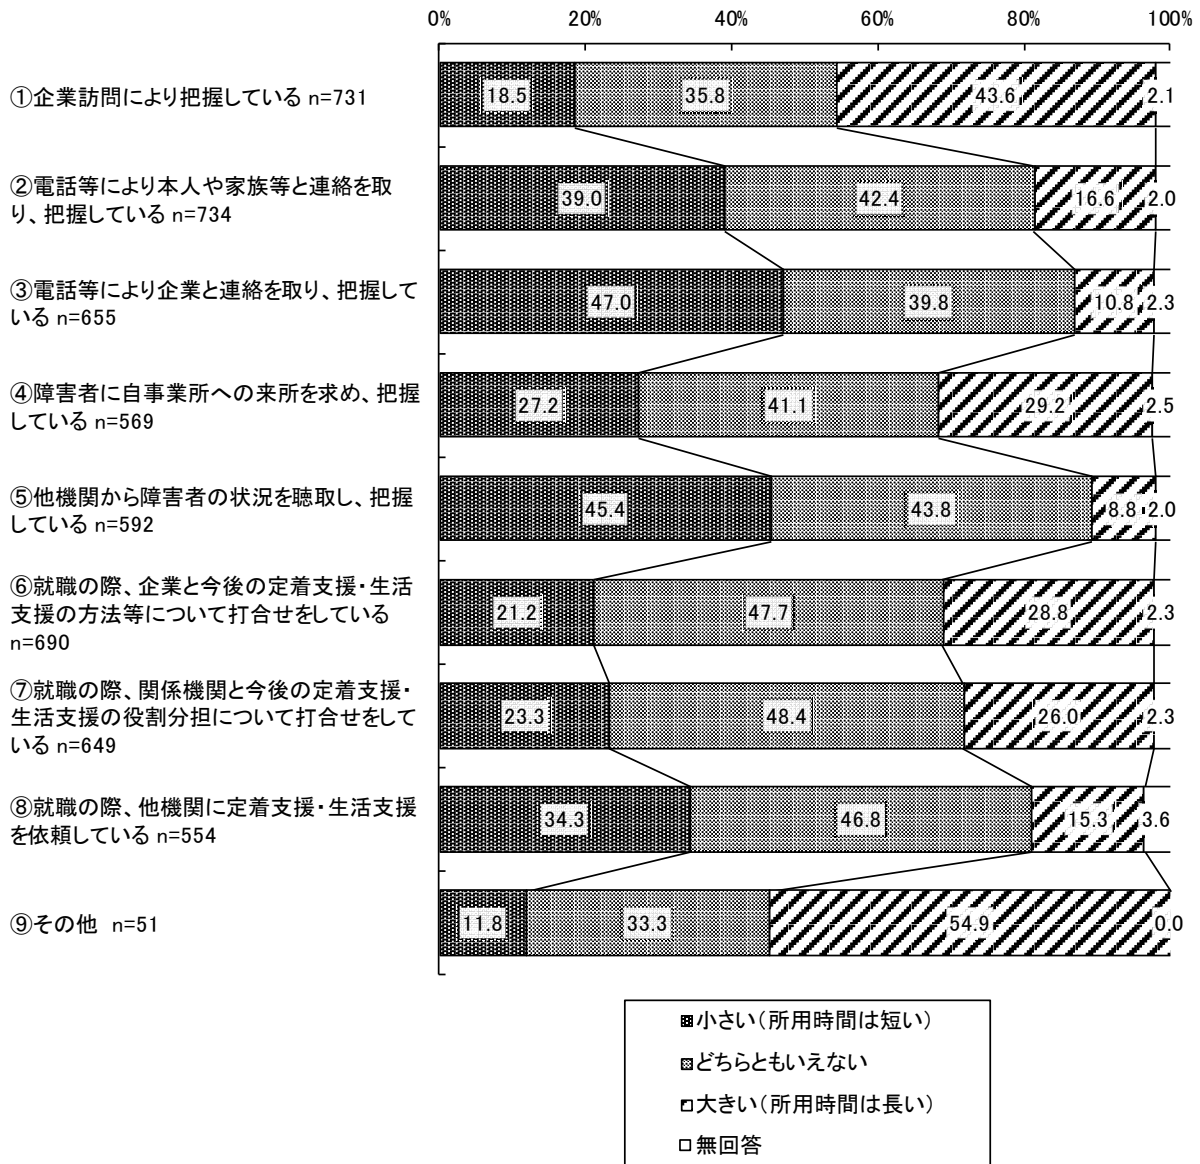 0% 20% 40% 60% 80% 100%
①企業訪問により把握している n=731
18.5 35.8 43.6 2.1
②電話等により本人や家族等と連絡を取
り、把握している n=734
39.0 42.4 16.6 2.0
③電話等により企業と連絡を取り、把握して
いる n=655
47.0 39.8 10.8 2.3
④障害者に自事業所への来所を求め、把握
している n=569
27.2 41.1 29.2 2.5
⑤他機関から障害者の状況を聴取し、把握
している n=592
45.4 43.8 8.8 2.0
⑥就職の際、企業と今後の定着支援・生活
支援の方法等について打合せをしている
n=690
21.2 47.7 28.8 2.3
⑦就職の際、関係機関と今後の定着支援・
生活支援の役割分担について打合せをして
いる n=649
23.3 48.4 26.0 2.3
⑧就職の際、他機関に定着支援・生活支援
を依頼している n=554
34.3 46.8 15.3 3.6
⑨その他 n=51
11.8 33.3 54.9 0.0
小さい（所用時間は短い）
どちらともいえない
大きい（所用時間は長い）
無回答